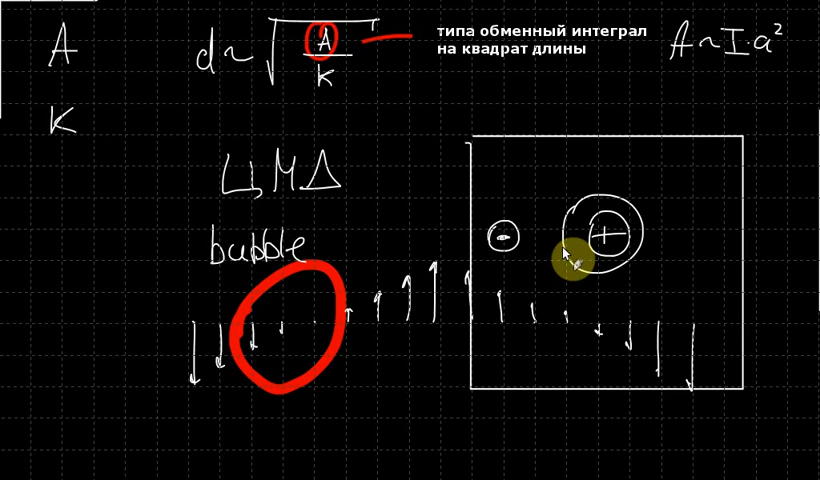 A
d ~ √(A/K)
типа обменный интеграл
на квадрат длины
A ~ I·a²
K
ЦМД
bubble
- +